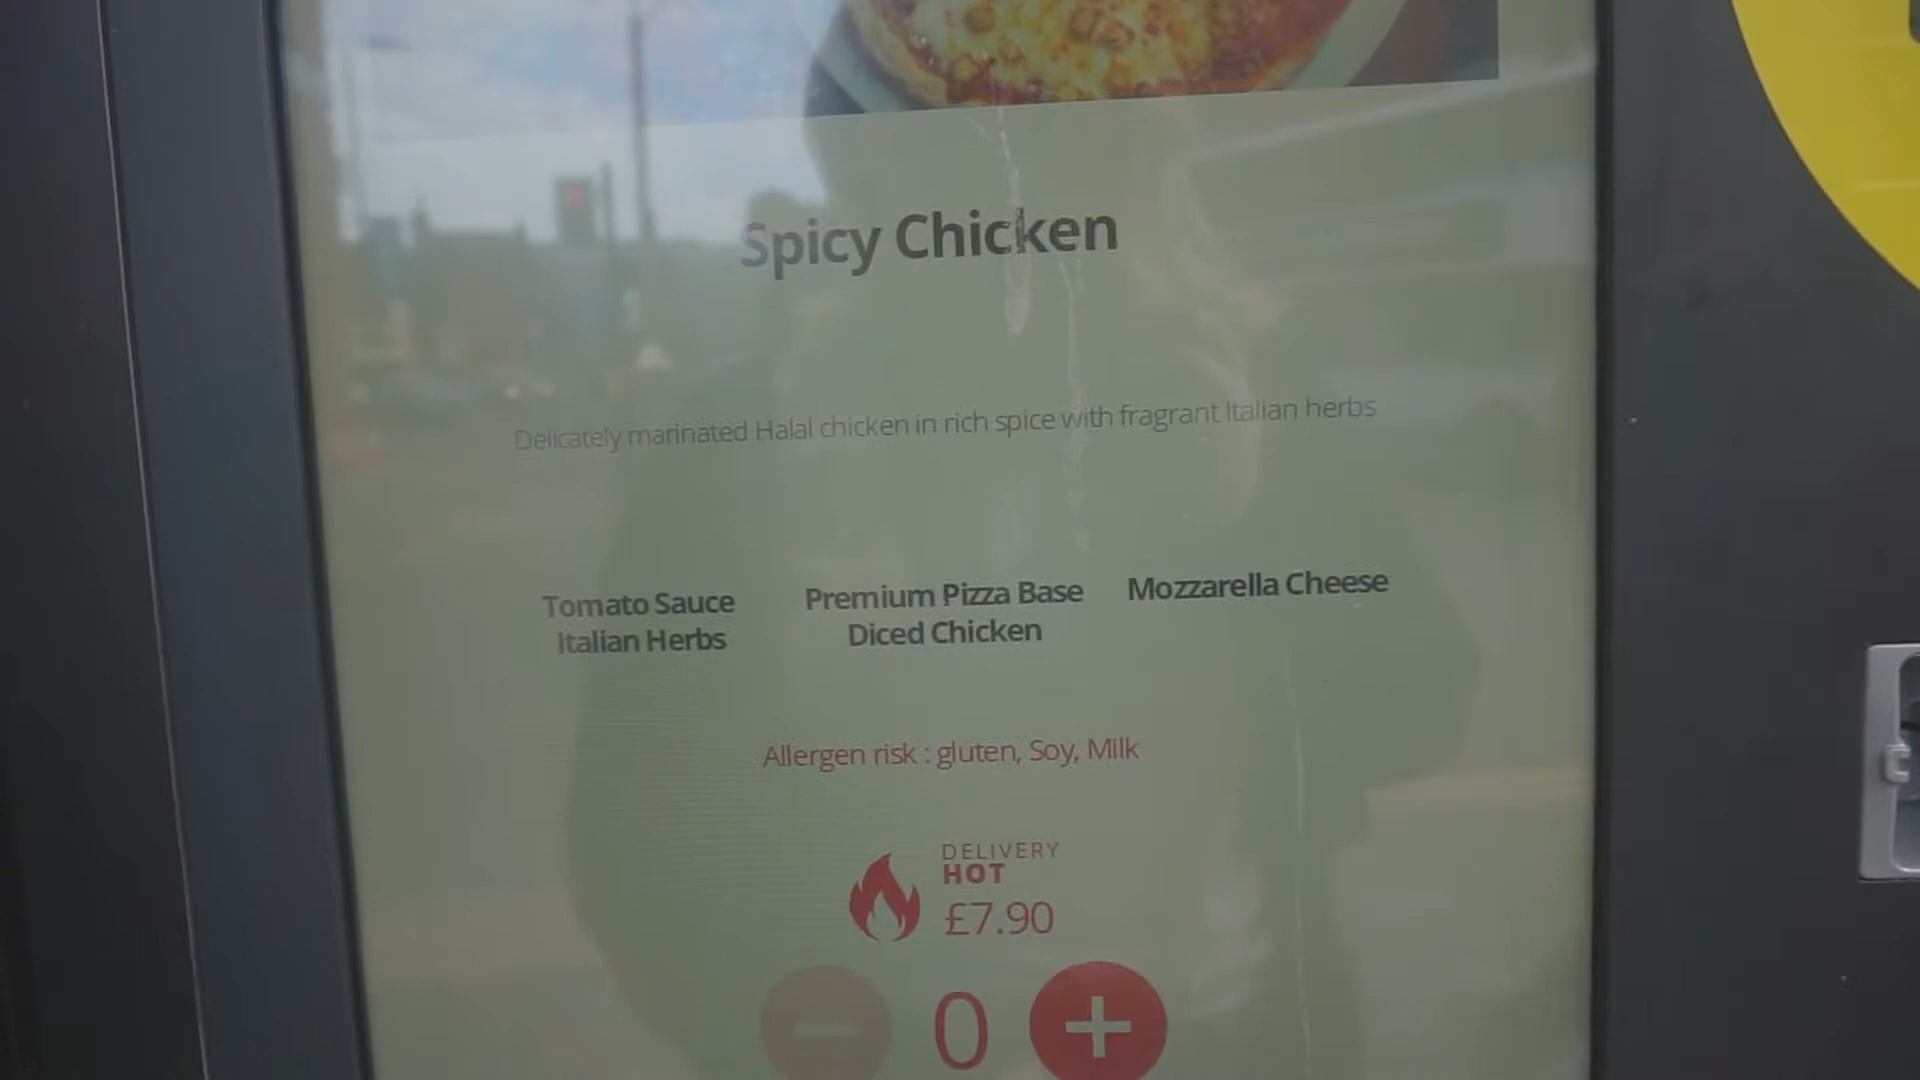 Spicy Chicken
Delicately marinated Halal chicken in rich spice with fragrant Italian herbs
Tomato Sauce Premium Pizza Base Mozzarella Cheese
Italian Herbs Diced Chicken
Allergen risk : gluten, Soy, Milk
DELIVERY
HOT
£7.90
0